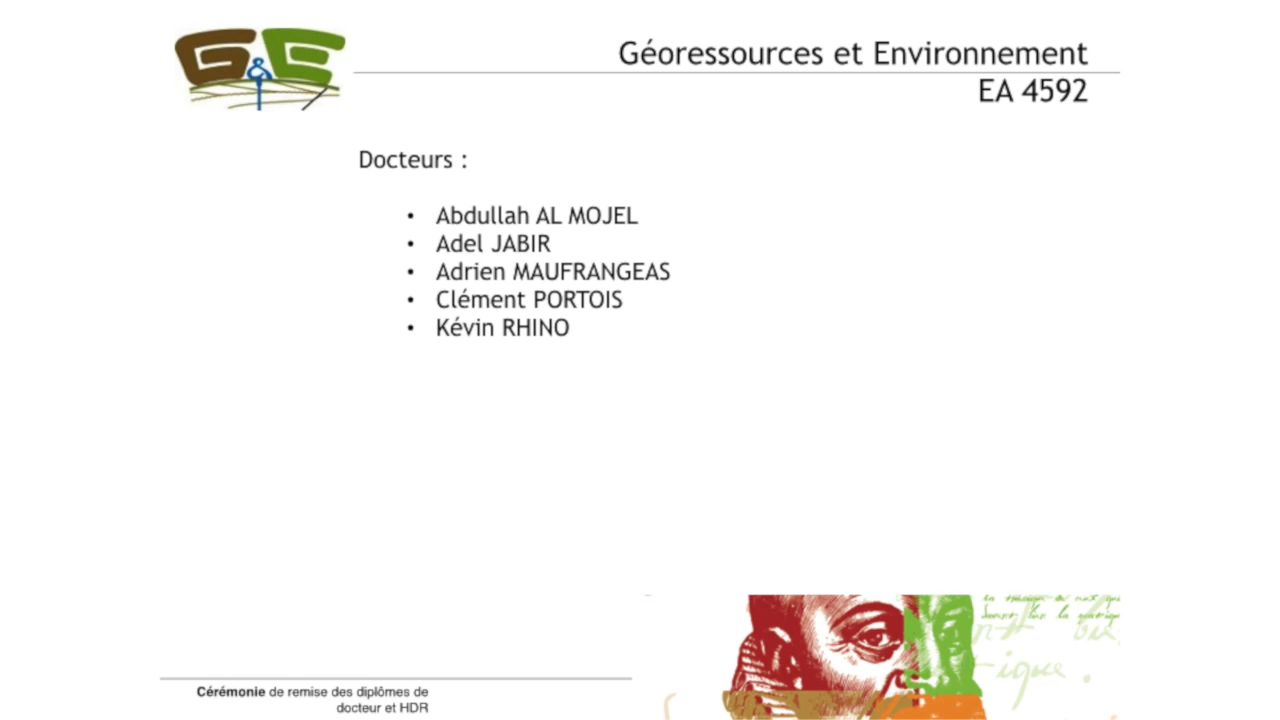 G&E
Géoressources et Environnement
EA 4592
Docteurs :
• Abdullah AL MOJEL
• Adel JABIR
• Adrien MAUFRANGEAS
• Clément PORTOIS
• Kévin RHINO
Cérémonie de remise des diplômes de
docteur et HDR